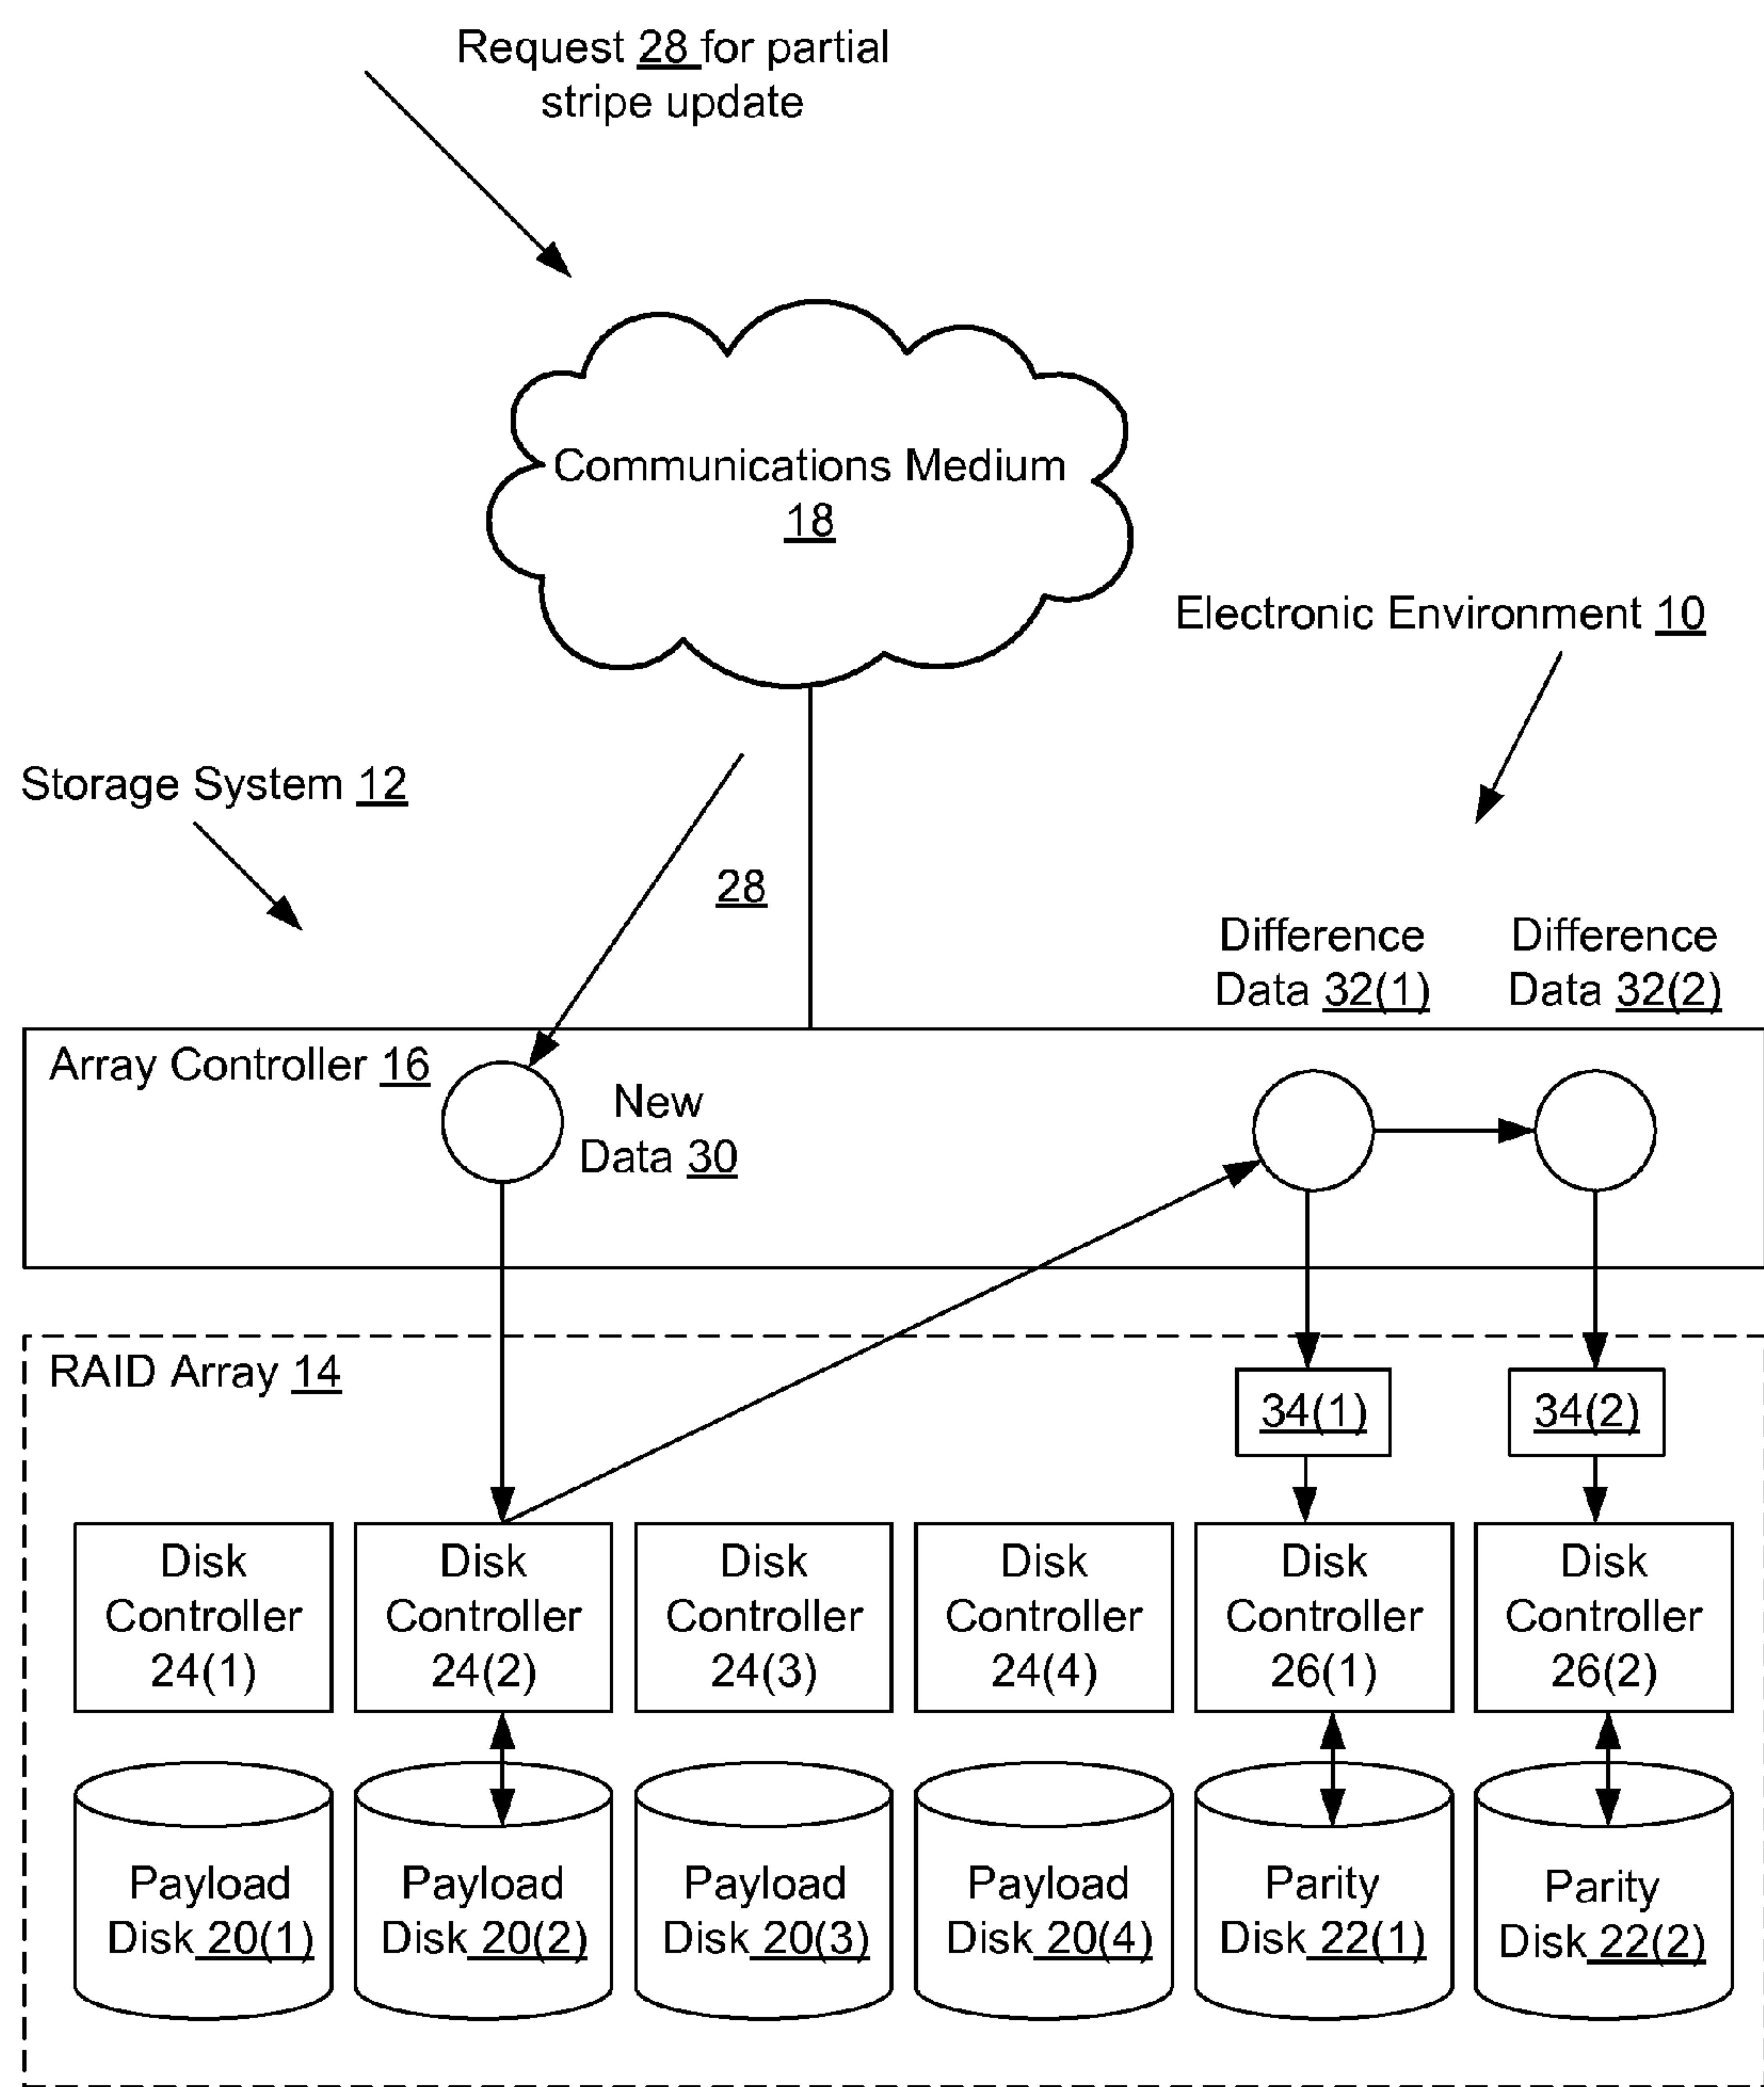 Request 28 for partial
stripe update
Communications Medium
18
Electronic Environment 10
Storage System 12
28
Difference
Data 32(1)
Difference
Data 32(2)
Array Controller 16
New
Data 30
RAID Array 14
34(1)
34(2)
Disk
Controller
24(1)
Disk
Controller
24(2)
Disk
Controller
24(3)
Disk
Controller
24(4)
Disk
Controller
26(1)
Disk
Controller
26(2)
Payload
Disk 20(1)
Payload
Disk 20(2)
Payload
Disk 20(3)
Payload
Disk 20(4)
Parity
Disk 22(1)
Parity
Disk 22(2)